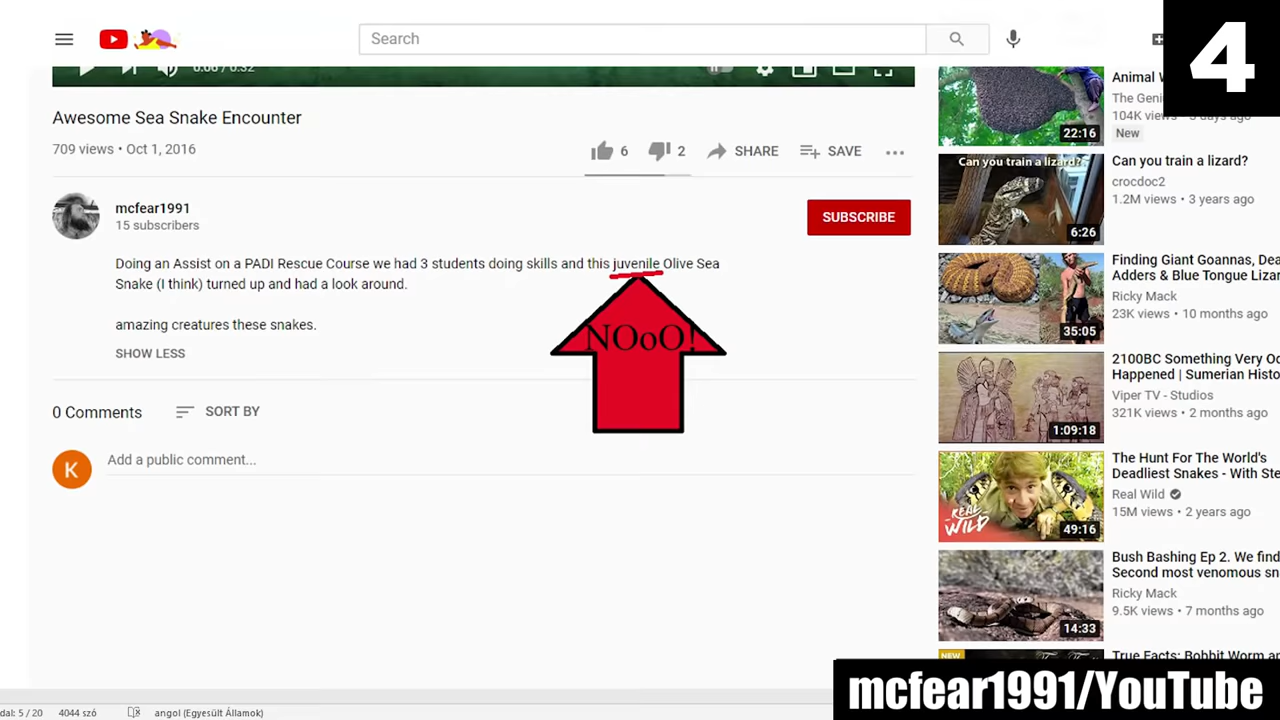 Search
4
0:00 / 0:32
Awesome Sea Snake Encounter
709 views • Oct 1, 2016
6
2
SHARE
SAVE
mcfear1991
15 subscribers
SUBSCRIBE
Doing an Assist on a PADI Rescue Course we had 3 students doing skills and this juvenile Olive Sea
Snake (I think) turned up and had a look around.
amazing creatures these snakes.
SHOW LESS
NOoO!
0 Comments
SORT BY
K
Add a public comment...
22:16
Animal
The
104K views • 3 days ago
New
Can you train a lizard?
6:26
Can you train a lizard?
crocdoc2
1.2M views • 3 years ago
35:05
Finding Giant Goannas,
Adders & Blue Tongue
Ricky Mack
23K views • 10 months ago
1:09:18
2100BC Something Very
Happened | Sumerian
Viper TV - Studios
321K views • 2 months ago
REAL
WILD
49:16
The Hunt For The World's
Deadliest Snakes - With
Real Wild
15M views • 2 years ago
14:33
Bush Bashing Ep 2. We find
Second most venomous
Ricky Mack
9.5K views • 7 months ago
NEW
True Facts: Bobbit Worm
mcfear1991/YouTube
dal: 5 / 20
4044 szó
angol (Egyesült Államok)